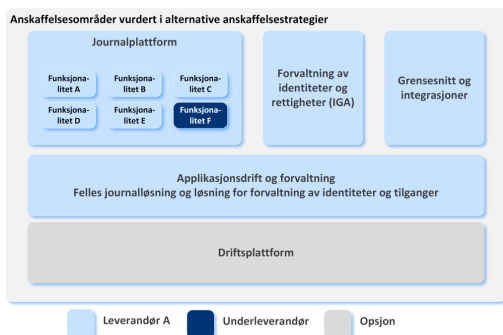 Anskaffelsesområder vurdert i alternative anskaffelsestrategier
Journalplattform
Funksjona-
litet A
Funksjona-
litet B
Funksjona-
litet C
Funksjona-
litet D
Funksjona-
litet E
Funksjona-
litet F
Forvaltning av
identiteter og
rettigheter (IGA)
Grensesnitt og
integrasjoner
Applikasjonsdrift og forvaltning
Felles journalløsning og løsning for forvaltning av identiteter og tilganger
Driftsplattform
Leverandør A
Underleverandør
Opsjon